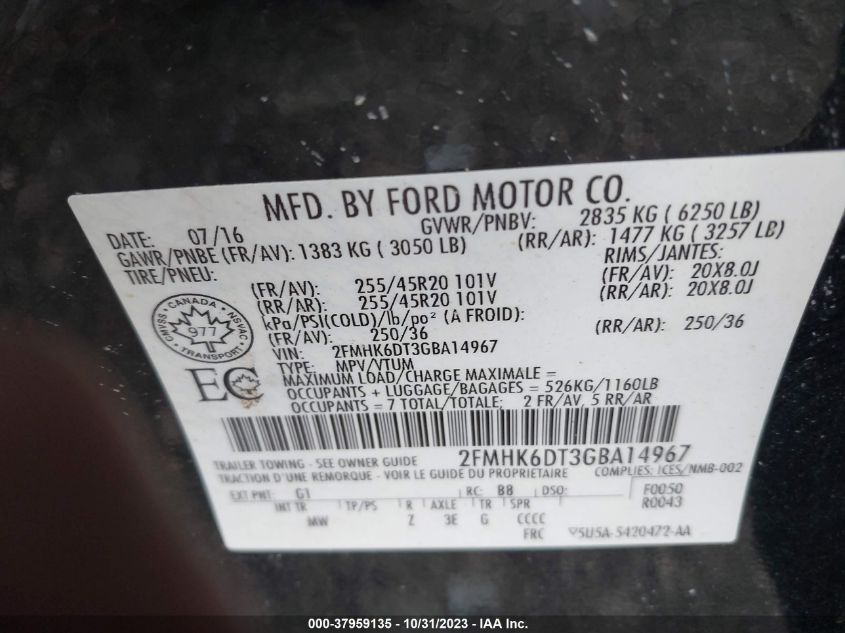 MFD. BY FORD MOTOR CO.
DATE: 07/16 GVWR/PNBV: 2835 KG ( 6250 LB)
GAWR/PNBE (FR/AV): 1383 KG ( 3050 LB) (RR/AR): 1477 KG ( 3257 LB)
TIRE/PNEU: RIMS/JANTES:
(FR/AV): 255/45R20 101V (FR/AV): 20X8.0J
(RR/AR): 255/45R20 101V (RR/AR): 20X8.0J
kPa/PSI(COLD)/lb/po² (A FROID):
(FR/AV): 250/36 (RR/AR): 250/36
CANADA
CMVSS NSVAC
977
TRANSPORT
VIN: 2FMHK6DT3GBA14967
TYPE: MPV/VTUM
EC
MAXIMUM LOAD/CHARGE MAXIMALE =
OCCUPANTS + LUGGAGE/BAGAGES = 526KG/1160LB
OCCUPANTS = 7 TOTAL/TOTALE: 2 FR/AV, 5 RR/AR
2FMHK6DT3GBA14967
TRAILER TOWING - SEE OWNER GUIDE COMPLIES: ICES/NMB-002
TRACTION D'UNE REMORQUE - VOIR LE GUIDE DU PROPRIETAIRE
EXT PNT: G1 RC: B8 DSO: F0050
INT TR TP/PS R AXLE TR SPR R0043
MW Z 3E G CCCC
FRC 5U5A-5420472-AA
000-37959135 - 10/31/2023 - IAA Inc.